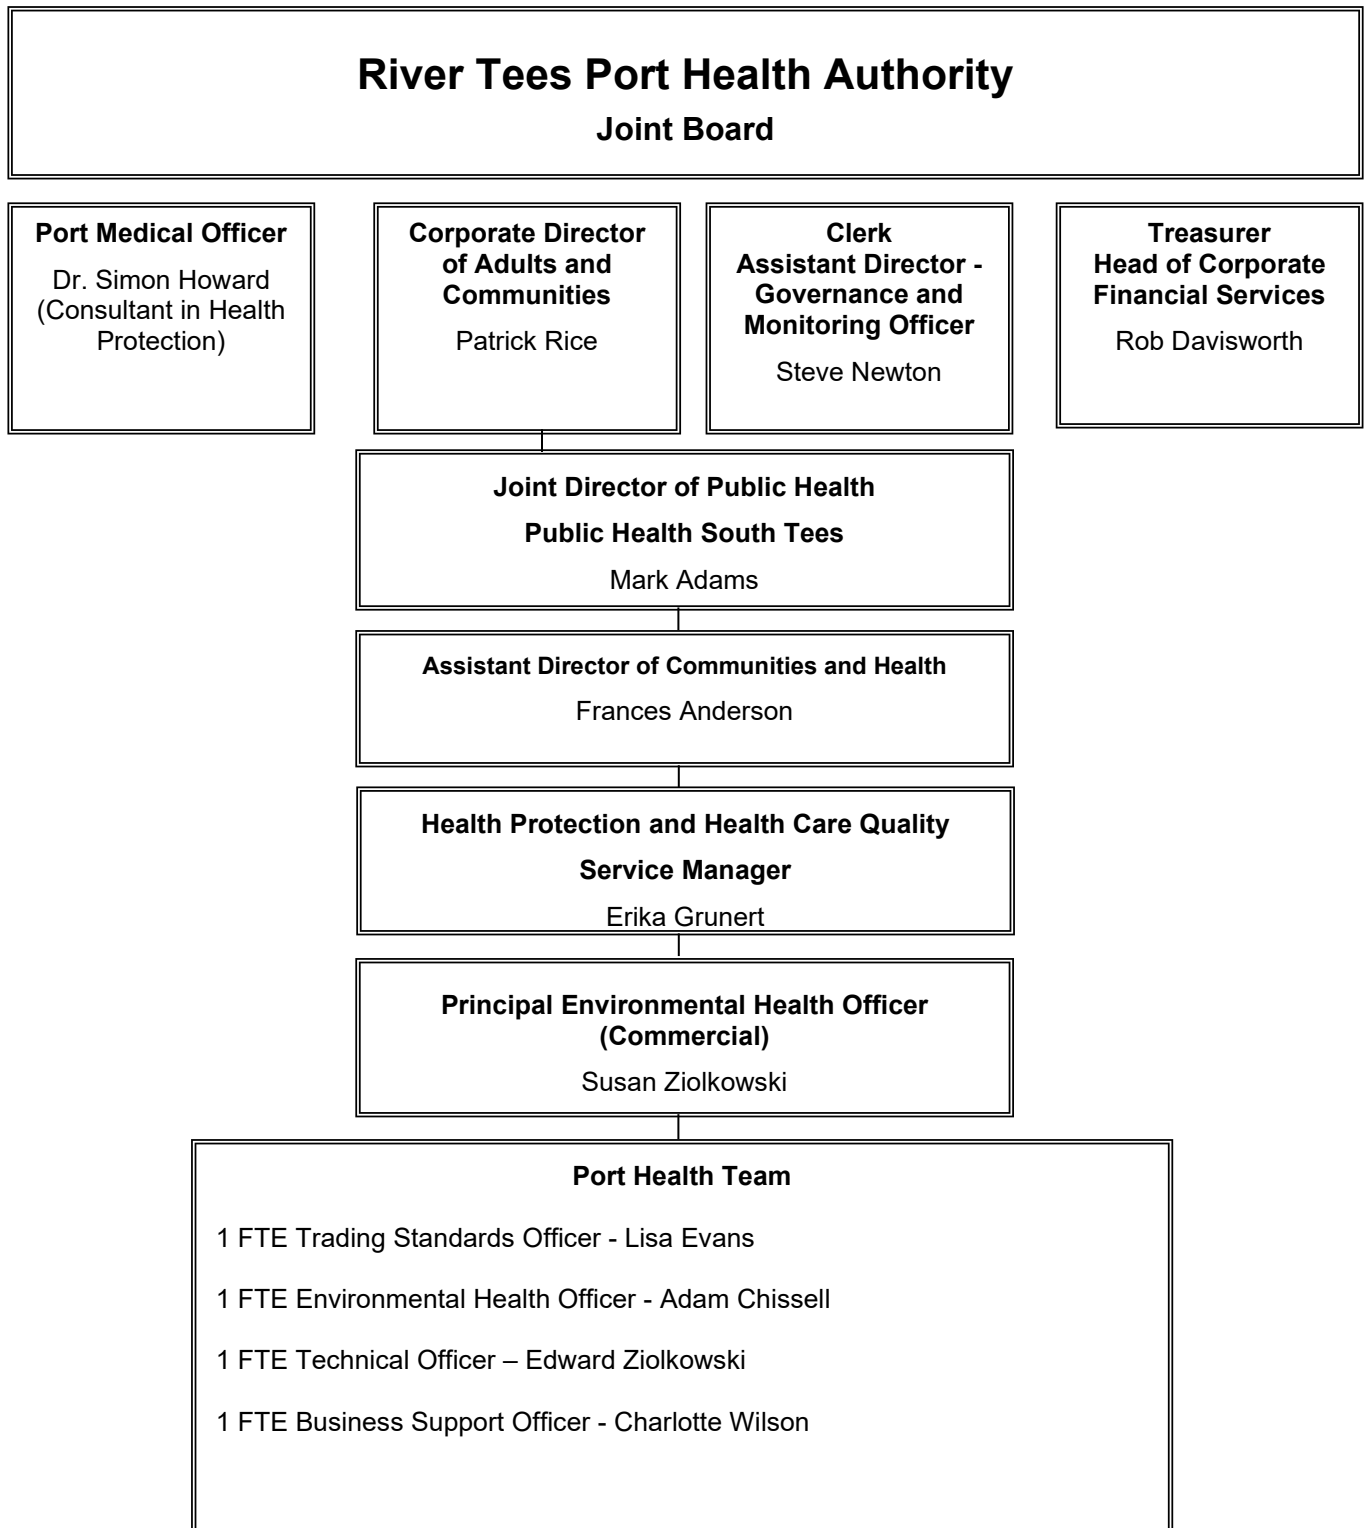 River Tees Port Health Authority
Joint Board
Port Medical Officer
Dr. Simon Howard
(Consultant in Health
Protection)
Corporate Director
of Adults and
Communities
Patrick Rice
Clerk
Assistant Director -
Governance and
Monitoring Officer
Steve Newton
Treasurer
Head of Corporate
Financial Services
Rob Davisworth
Joint Director of Public Health
Public Health South Tees
Mark Adams
Assistant Director of Communities and Health
Frances Anderson
Health Protection and Health Care Quality
Service Manager
Erika Grunert
Principal Environmental Health Officer
(Commercial)
Susan Ziolkowski
Port Health Team
1 FTE Trading Standards Officer - Lisa Evans
1 FTE Environmental Health Officer - Adam Chissell
1 FTE Technical Officer – Edward Ziolkowski
1 FTE Business Support Officer - Charlotte Wilson